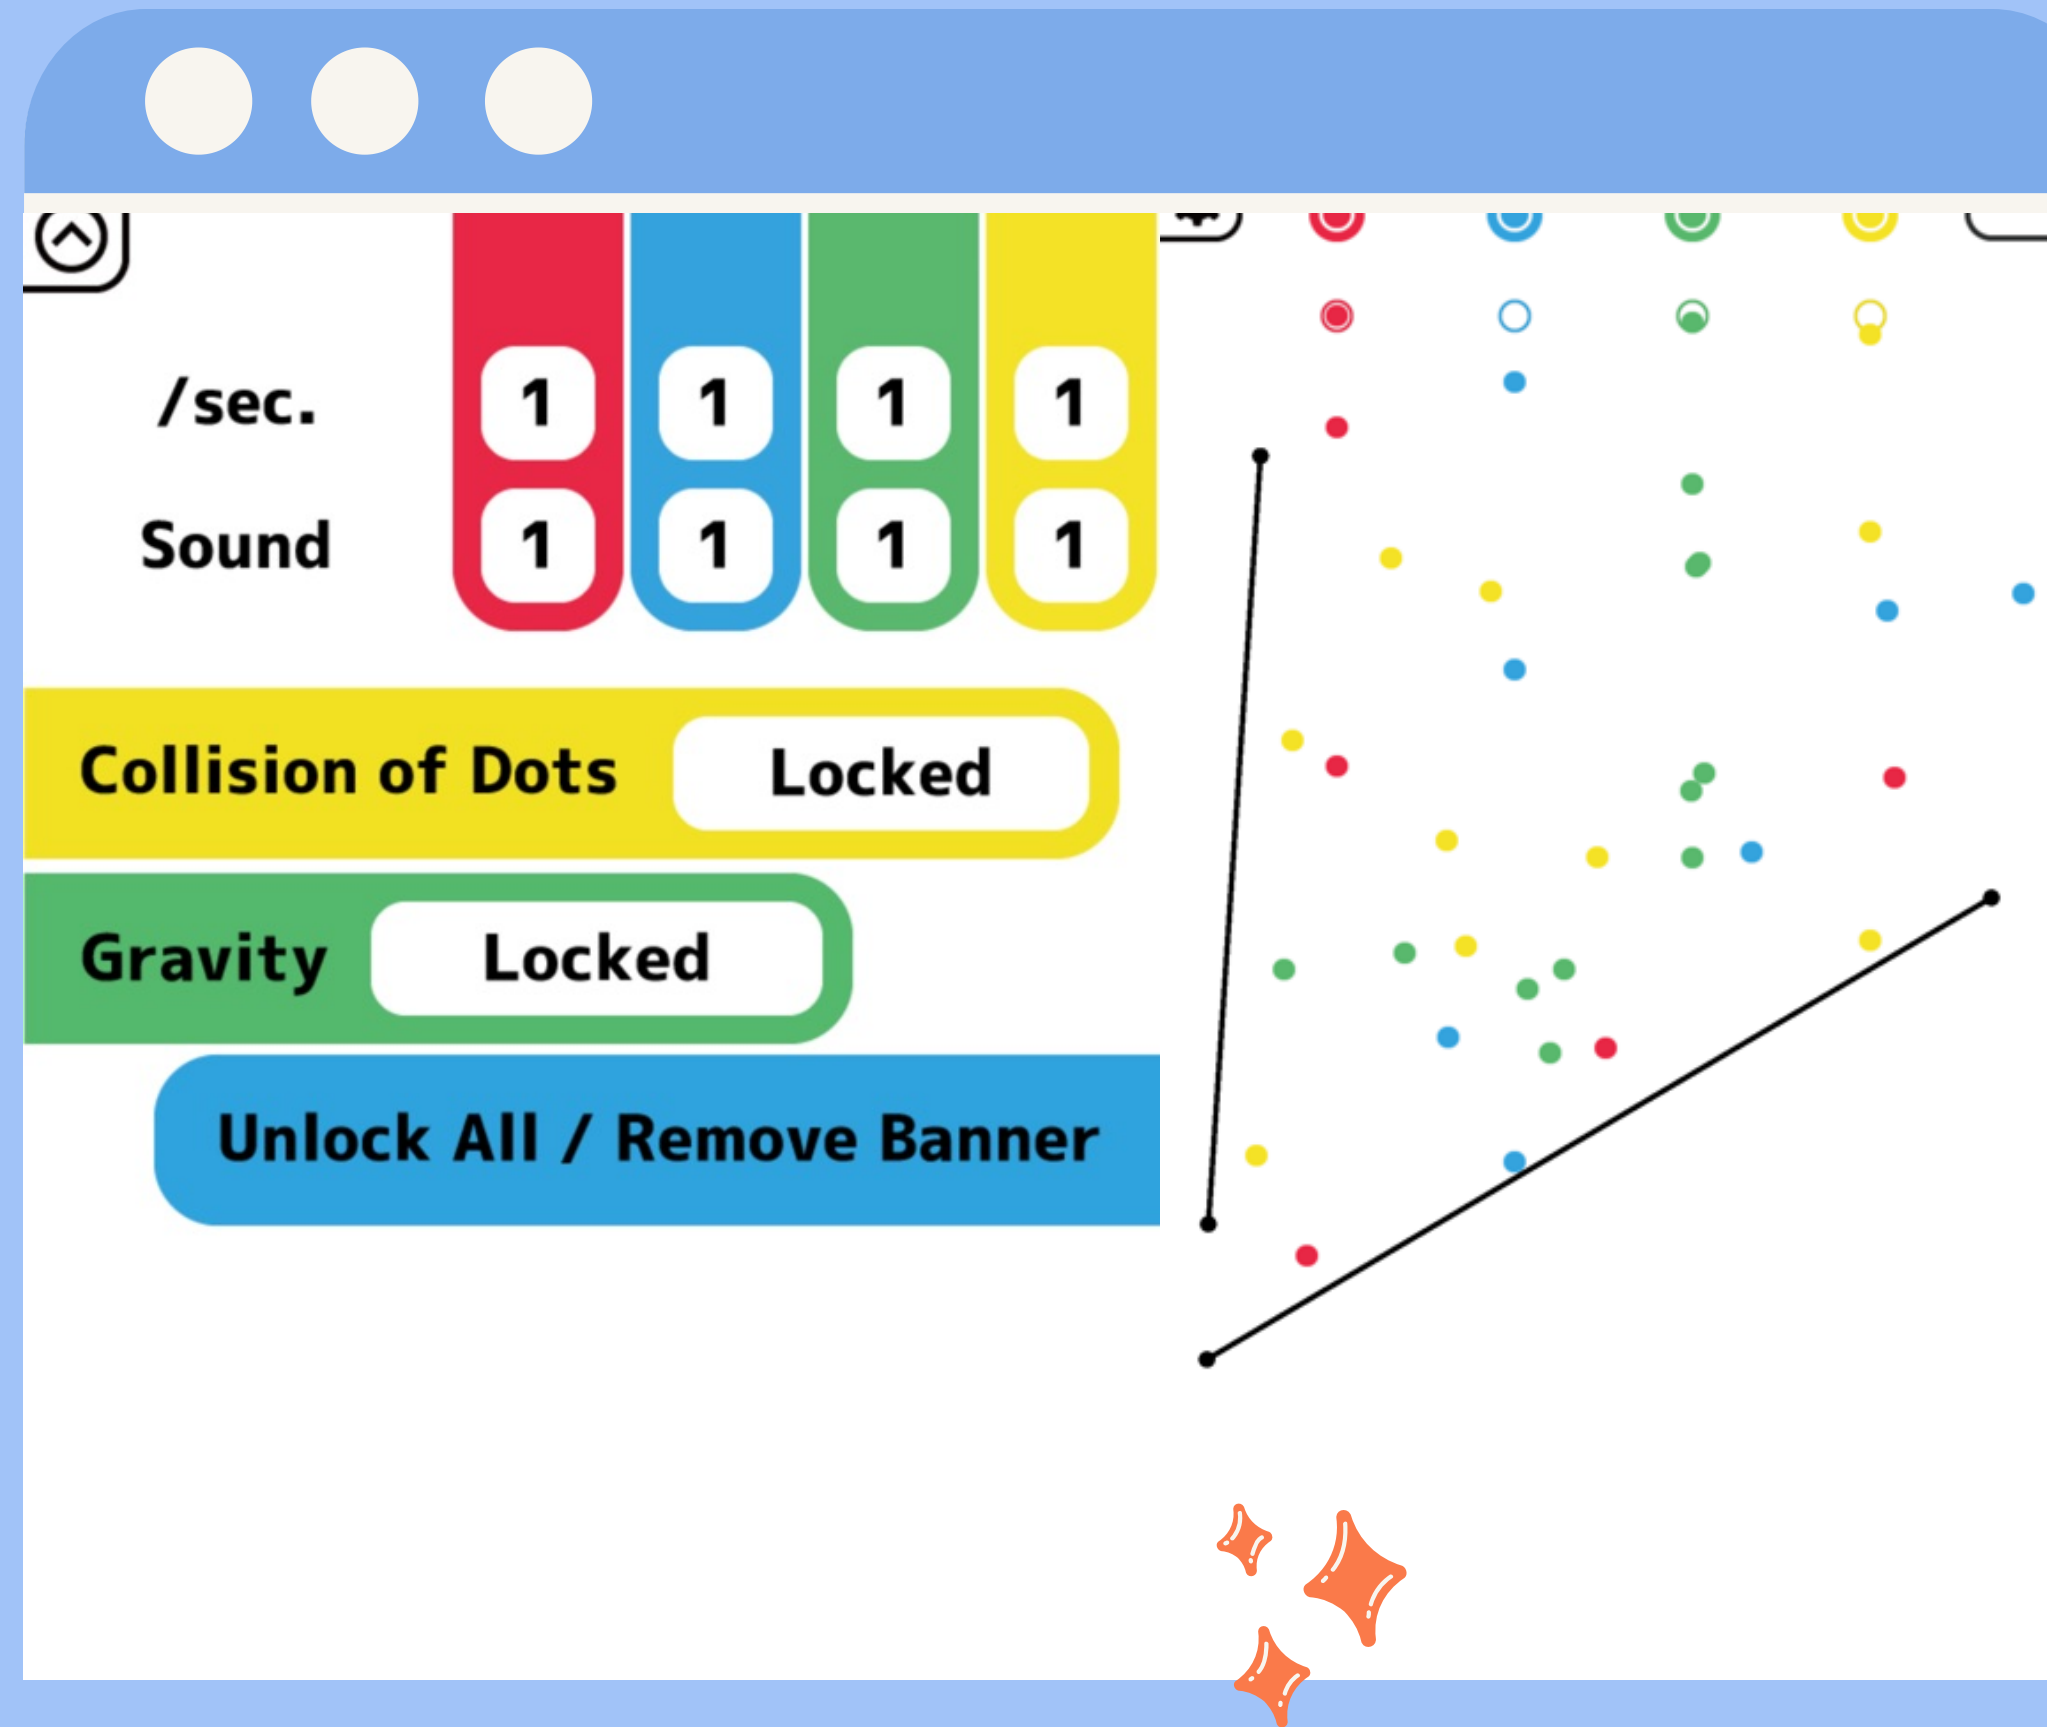 /sec. 1 1 1 1
Sound 1 1 1 1
Collision of Dots Locked
Gravity Locked
Unlock All / Remove Banner